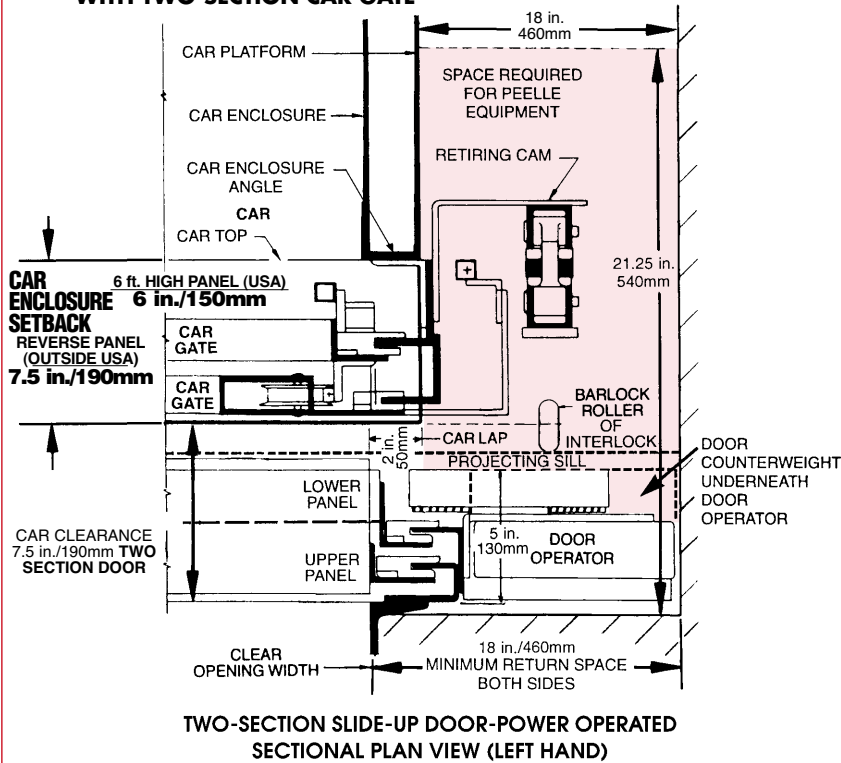 WITH TWO-SECTION CAR GATE
18 in.
460mm
CAR PLATFORM
SPACE REQUIRED
FOR PEELLE
EQUIPMENT
CAR ENCLOSURE
RETIRING CAM
CAR ENCLOSURE
ANGLE
CAR
CAR TOP
21.25 in.
540mm
CAR
ENCLOSURE
SETBACK
6 ft. HIGH PANEL (USA)
6 in./150mm
REVERSE PANEL
(OUTSIDE USA)
7.5 in./190mm
CAR
GATE
CAR
GATE
BARLOCK
ROLLER
OF
INTERLOCK
2 in.
50mm
CAR LAP
PROJECTING SILL
DOOR
COUNTERWEIGHT
UNDERNEATH
DOOR
OPERATOR
LOWER
PANEL
CAR CLEARANCE
7.5 in./190mm TWO
SECTION DOOR
UPPER
PANEL
5 in.
130mm
DOOR
OPERATOR
CLEAR
OPENING WIDTH
18 in./460mm
MINIMUM RETURN SPACE
BOTH SIDES
TWO-SECTION SLIDE-UP DOOR-POWER OPERATED
SECTIONAL PLAN VIEW (LEFT HAND)